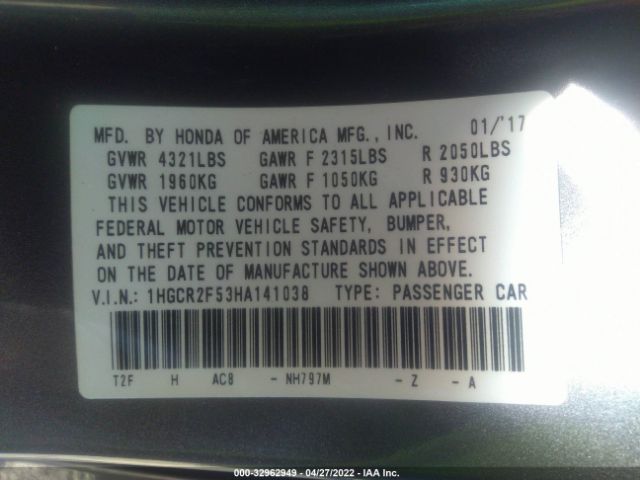 MFD. BY HONDA OF AMERICA MFG., INC. 01/'17
GVWR 4321LBS GAWR F 2315LBS R 2050LBS
GVWR 1960KG GAWR F 1050KG R 930KG
THIS VEHICLE CONFORMS TO ALL APPLICABLE
FEDERAL MOTOR VEHICLE SAFETY, BUMPER,
AND THEFT PREVENTION STANDARDS IN EFFECT
ON THE DATE OF MANUFACTURE SHOWN ABOVE.
V.I.N.: 1HGCR2F53HA141038 TYPE: PASSENGER CAR
T2F H AC8 - NH797M - Z - A
000-32962949 - 04/27/2022 - IAA Inc.